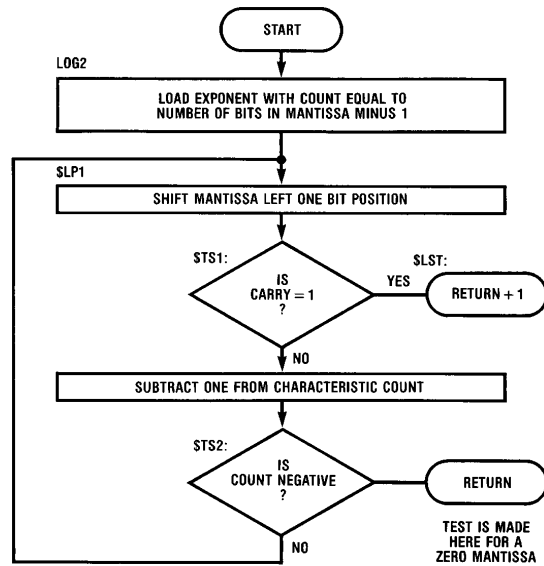 START
LOG2
LOAD EXPONENT WITH COUNT EQUAL TO
NUMBER OF BITS IN MANTISSA MINUS 1
$LP1
SHIFT MANTISSA LEFT ONE BIT POSITION
$TS1:
IS
CARRY = 1
?
YES
$LST:
RETURN + 1
NO
SUBTRACT ONE FROM CHARACTERISTIC COUNT
$TS2:
IS
COUNT NEGATIVE
?
RETURN
NO
TEST IS MADE
HERE FOR A
ZERO MANTISSA